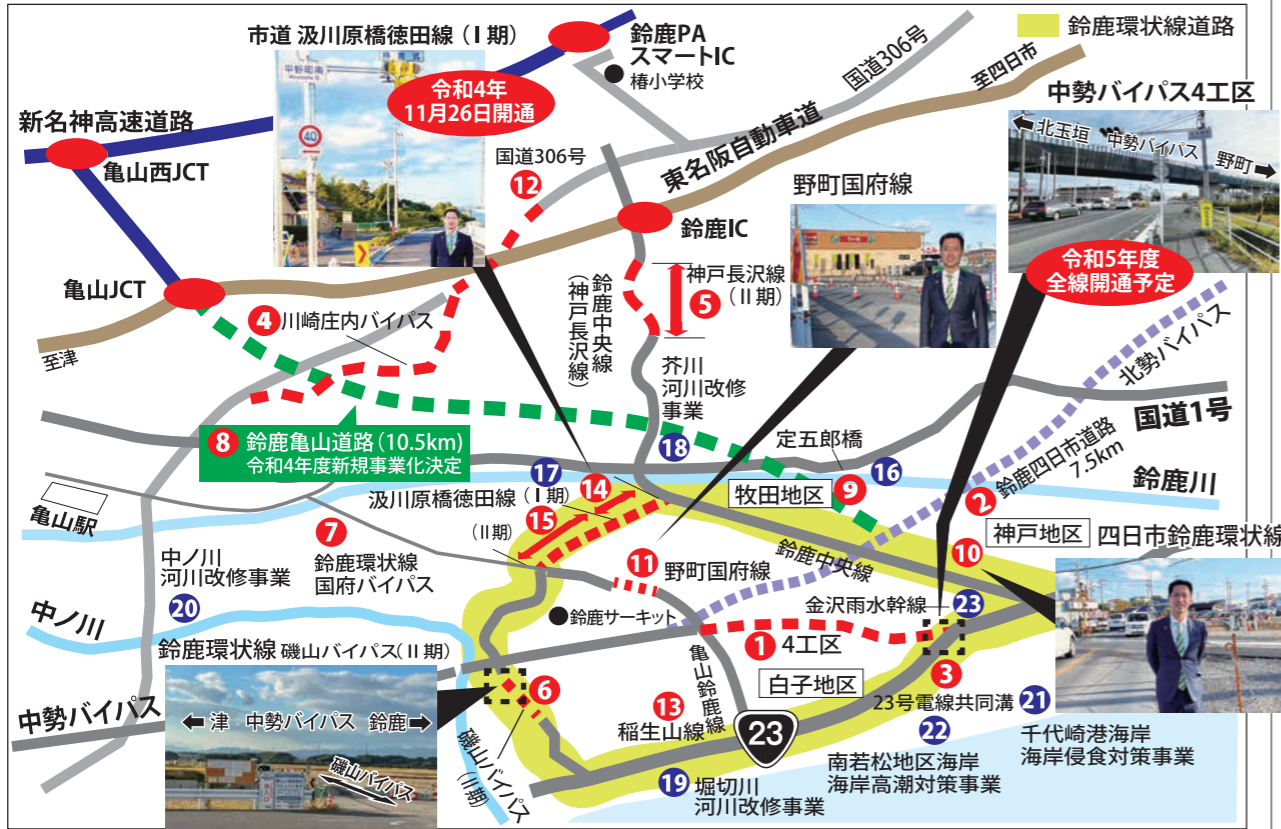 市道 汲川原橋徳田線（Ⅰ期）
鈴鹿PA
スマートIC
椿小学校
国道306号
鈴鹿環状線道路
至四日市
中勢バイパス4工区
平野町南
40
令和4年
11月26日開通
新名神高速道路
亀山西JCT
国道306号
12
東名阪自動車道
野町国府線
北玉垣 中勢バイパス 野町
令和5年度
全線開通予定
鈴鹿IC
亀山JCT
至津
4 川崎庄内バイパス
鈴鹿中央線
（神戸長沢線）
5 神戸長沢線
（Ⅱ期）
芥川
河川改修
事業
18
北勢バイパス
国道1号
8 鈴鹿亀山道路（10.5km）
令和4年度新規事業化決定
定五郎橋
16
鈴鹿四日市道路
7.5km
2
鈴鹿川
17
14
汲川原橋徳田線（Ⅰ期）
15
（Ⅱ期）
牧田地区
9
亀山駅
7
鈴鹿環状線
国府バイパス
中ノ川
河川改修事業
20
中ノ川
鈴鹿中央線
10
神戸地区
四日市鈴鹿環状線
11
野町国府線
鈴鹿サーキット
金沢雨水幹線
23
1 4工区
3
鈴鹿環状線 磯山バイパス（Ⅱ期）
中勢バイパス
津 中勢バイパス 鈴鹿
磯山バイパス
6
磯山バイパス
（Ⅱ期）
13
稲生山線
亀山鈴鹿線
白子地区
23
23号電線共同溝
21
22
千代崎港海岸
海岸侵食対策事業
南若松地区海岸
海岸高潮対策事業
19 堀切川
河川改修事業